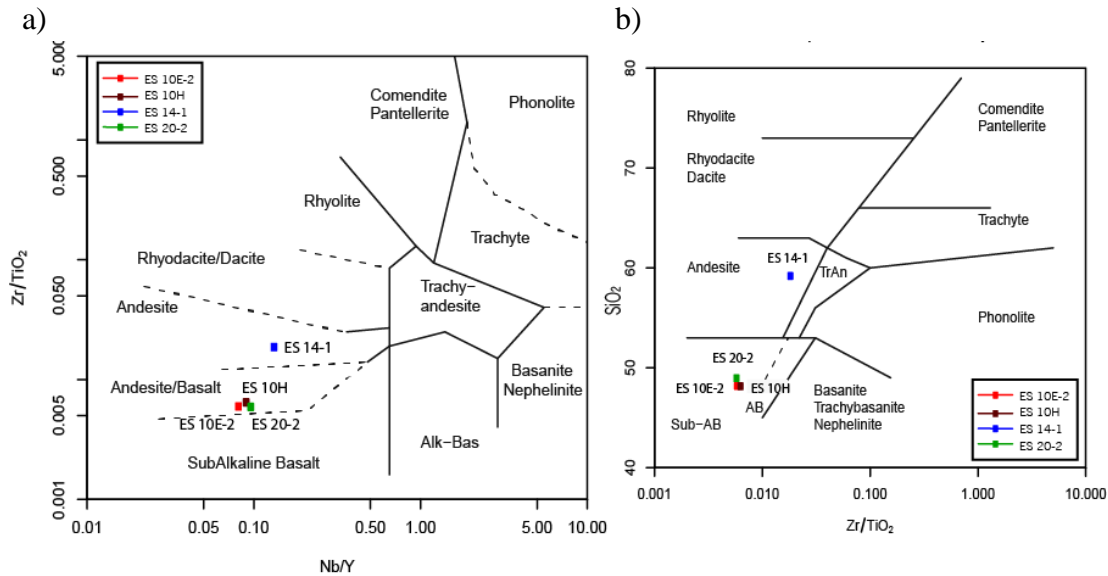 a)
5.000
0.500
0.050
0.005
0.001
Zr/TiO2
ES 10E-2
ES 10H
ES 14-1
ES 20-2
Comendite
Pantellerite
Phonolite
Rhyolite
Trachyte
Rhyodacite/Dacite
Trachy-
andesite
Andesite
ES 14-1
Basanite
Nephelinite
Andesite/Basalt
ES 10H
ES 10E-2
ES 20-2
Alk-Bas
SubAlkaline Basalt
0.01
0.05
0.10
0.50
1.00
5.00
10.00
Nb/Y
b)
80
70
60
50
40
SiO2
Rhyolite
Comendite
Pantellerite
Rhyodacite
Dacite
Trachyte
Andesite
ES 14-1
TrAn
Phonolite
ES 20-2
ES 10E-2
ES 10H
AB
Sub-AB
Basanite
Trachybasanite
Nephelinite
ES 10E-2
ES 10H
ES 14-1
ES 20-2
0.001
0.010
0.100
1.000
10.000
Zr/TiO2